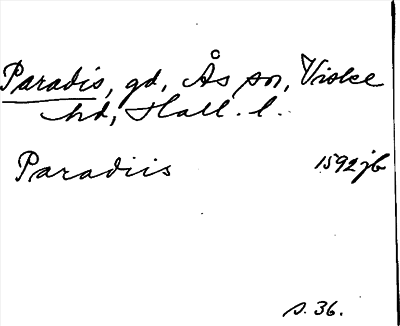 Paradis, gd, Ås sn, Viske
hd, Hall. l.
Paradiis 1592 jb
s. 36.